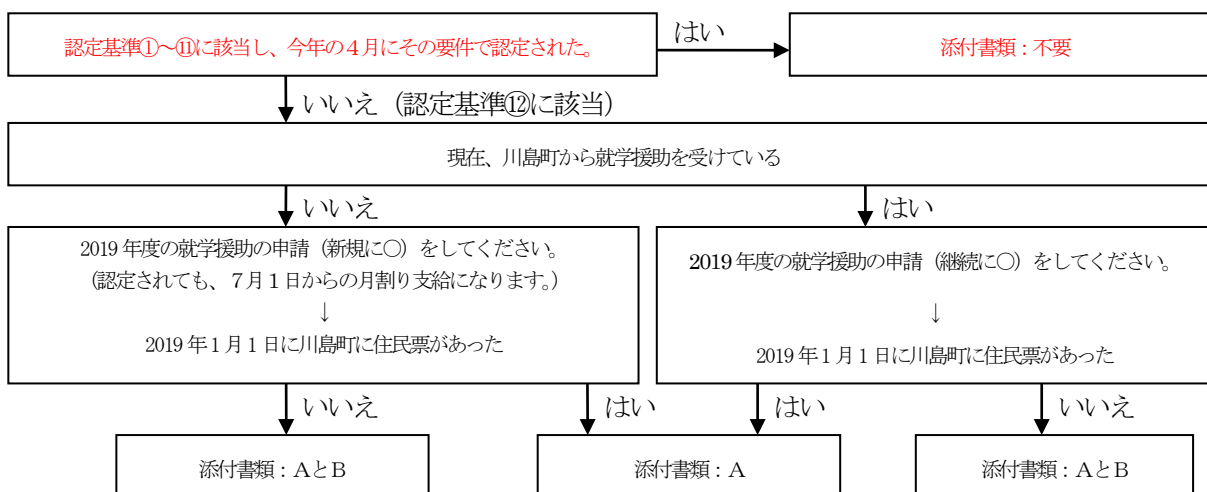 認定基準①～⑪に該当し、今年の４月にその要件で認定された。
はい
添付書類：不要
いいえ（認定基準⑫に該当）
現在、川島町から就学援助を受けている
いいえ
はい
2019年度の就学援助の申請（新規に○）をしてください。
（認定されても、７月１日からの月割り支給になります。）
↓
2019年１月１日に川島町に住民票があった
2019年度の就学援助の申請（継続に○）をしてください。
↓
2019年１月１日に川島町に住民票があった
いいえ
はい
はい
いいえ
添付書類：ＡとＢ
添付書類：Ａ
添付書類：ＡとＢ